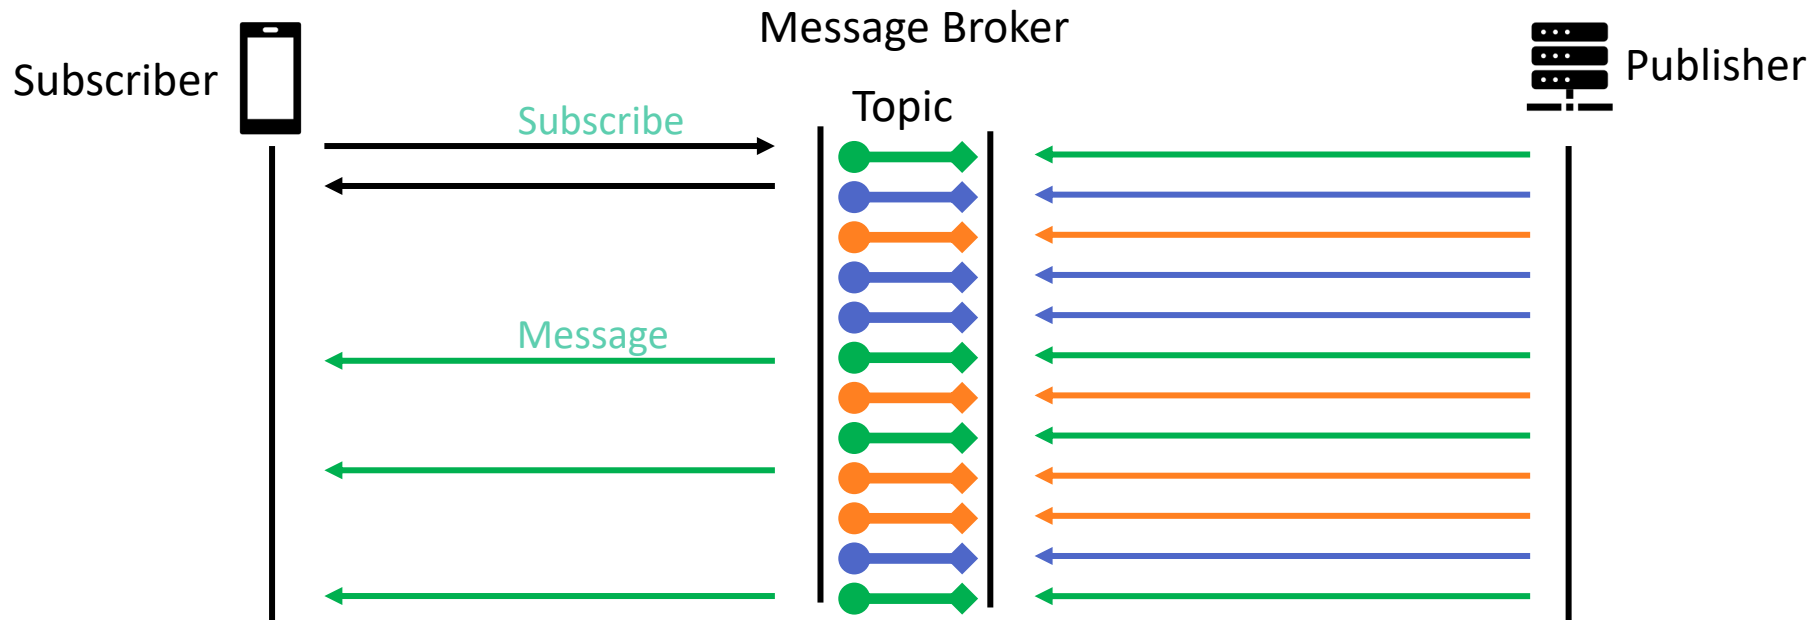 Message Broker
Subscriber
Publisher
Topic
Subscribe
Message